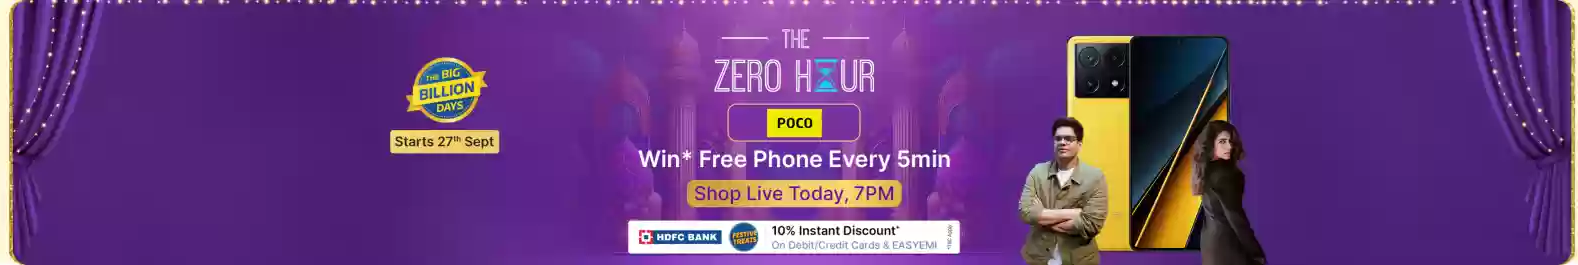 THE BIG
BILLION
DAYS
Starts 27th Sept
THE
ZERO HOUR
POCO
Win* Free Phone Every 5min
Shop Live Today, 7PM
HDFC BANK
FESTIVE
TREATS
10% Instant Discount*
On Debit/Credit Cards & EASYEMI
*T&C Apply